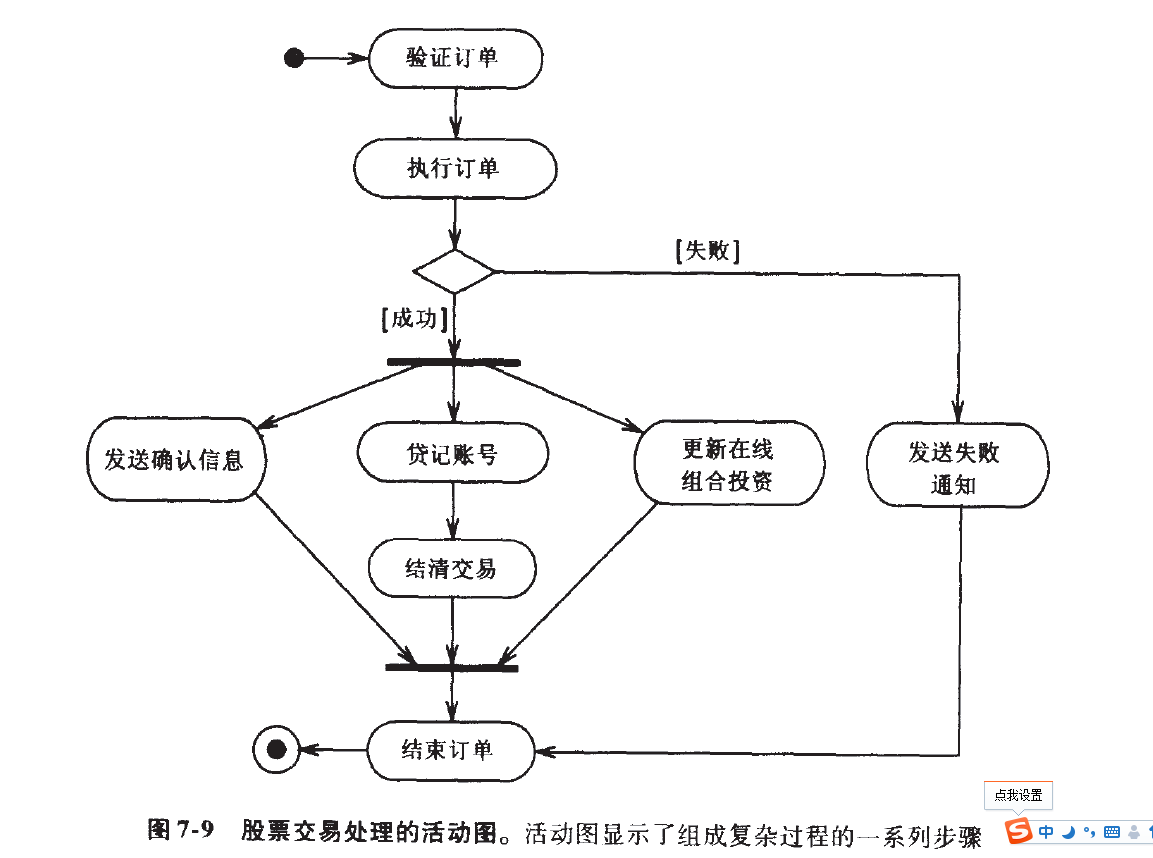 验证订单
执行订单
[失败]
[成功]
发送确认信息
贷记账号
更新在线
组合投资
发送失败
通知
结清交易
结束订单
点我设置
图 7-9 股票交易处理的活动图。活动图显示了组成复杂过程的一系列步骤
S 中